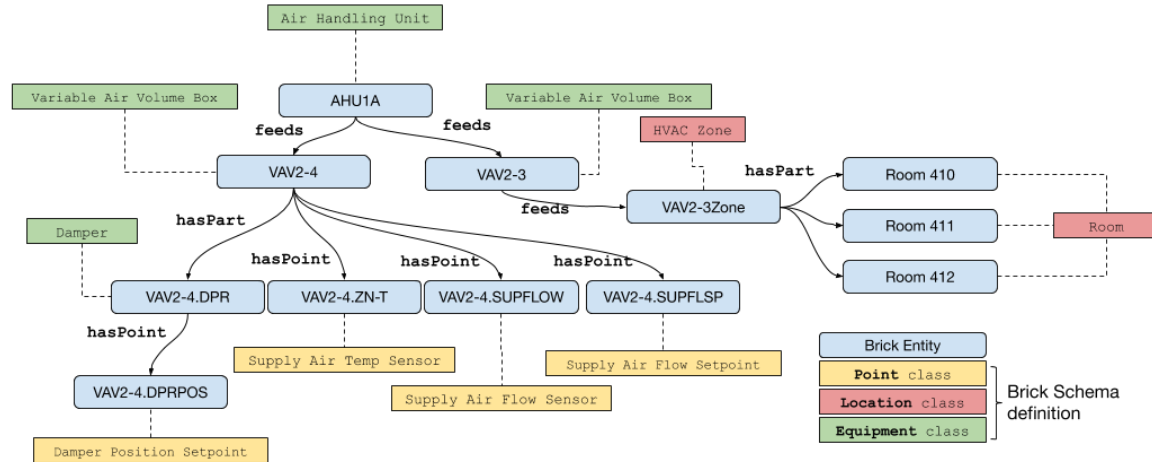 Air Handling Unit
Variable Air Volume Box
AHU1A
Variable Air Volume Box
feeds
feeds
HVAC Zone
VAV2-4
VAV2-3
hasPart
Room 410
feeds
VAV2-3Zone
hasPart
Room 411
Room
Damper
hasPoint
hasPoint
hasPoint
Room 412
VAV2-4.DPR
VAV2-4.ZN-T
VAV2-4.SUPFLOW
VAV2-4.SUPFLSP
hasPoint
Supply Air Temp Sensor
Supply Air Flow Setpoint
Brick Entity
VAV2-4.DPRPOS
Supply Air Flow Sensor
Point class
Location class
Equipment class
Brick Schema
definition
Damper Position Setpoint